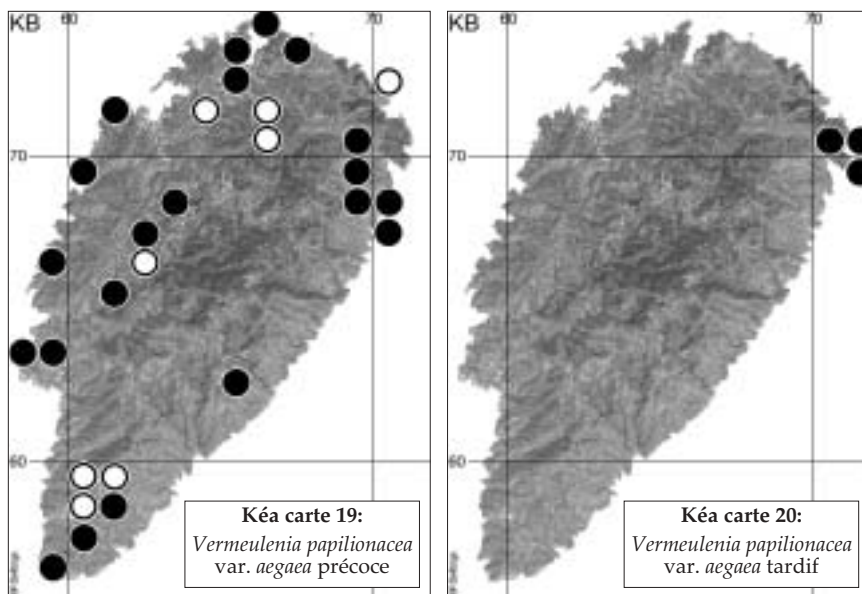 KB 60 70
70
60
Kéa carte 19:
Vermeulenia papilionacea
var. aegaea précoce
KB 60 70
70
60
Kéa carte 20:
Vermeulenia papilionacea
var. aegaea tardif